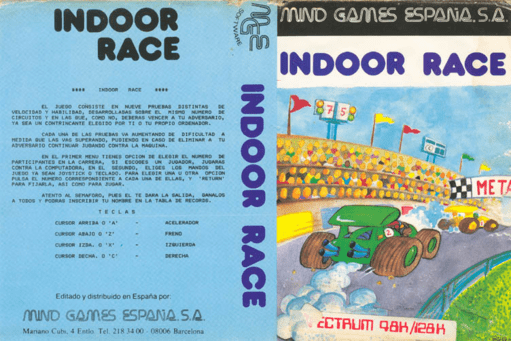 INDOOR
RACE
MIND
GAMES
SOFTWARE
****   INDOOR   RACE   ****
EL JUEGO CONSISTE EN NUEVE PRUEBAS DISTINTAS DE
VELOCIDAD Y HABILIDAD, DESARROLLADAS SOBRE EL MISMO NUMERO DE
CIRCUITOS Y EN LAS QUE, COMO NO, DEBERAS VENCER A TU ADVERSARIO,
YA SEA UN CONTRINCANTE ELEGIDO POR TI O TU PROPIO ORDENADOR.
CADA UNA DE LAS PRUEBAS VA AUMENTANDO DE DIFICULTAD A
MEDIDA QUE LAS VAS SUPERANDO, PUDIENDO EN CASO DE ELIMINAR A TU
ADVERSARIO CONTINUAR JUGANDO CONTRA LA MAQUINA.
EN EL PRIMER MENU TIENES OPCION DE ELEGIR EL NUMERO DE
PARTICIPANTES EN LA CARRERA, SI ESCOGES UN JUGADOR, JUGARAS
CONTRA LA COMPUTADORA, EN EL SEGUNDO, ELIGES LOS MANDOS DEL
JUEGO YA SEAN JOYSTICK O TECLADO. PARA ELEGIR UNA U OTRA OPCION
PULSA EL NUMERO CORRESPONDIENTE A CADA UNA DE ELLAS, Y "RETURN"
PARA FIJARLA, ASI COMO PARA JUGAR.
ATENTO AL SEMAFORO, PUES EL TE DARA LA SALIDA, GANALOS
A TODOS Y PODRAS INSCRIBIR TU NOMBRE EN LA TABLA DE RECORDS.
T E C L A S
CURSOR ARRIBA O "A" - ACELERADOR
CURSOR ABAJO O "Z" - FRENO
CURSOR IZDA. O "X" - IZQUIERDA
CURSOR DECHA. O "C" - DERECHA
Editado y distribuido en España por:
MIND GAMES ESPAÑA, S.A.
Mariano Cubí, 4 Entlo. Tel. 218 34 00 - 08006 Barcelona
INDOOR RACE
MIND GAMES ESPAÑA, S.A.
INDOOR RACE
7 5
META
ECTRUM 48K/128K